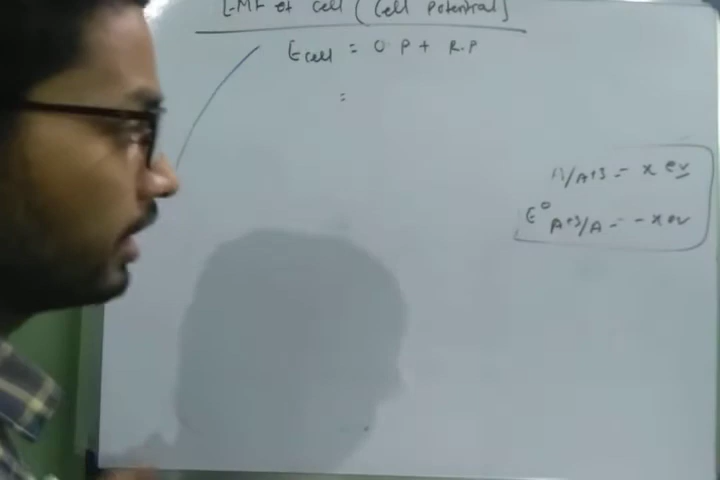 EMF of cell (Cell Potential)
Ecell = O P + R.P
=
A/A+3 = x ev
E° A+3/A = - x ev